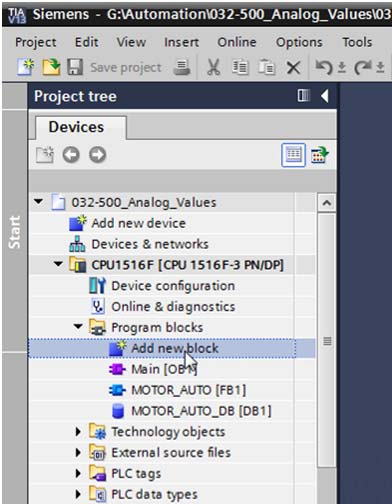 TIA
V13
Siemens - G:\Automation\032-500_Analog_Values\03
Project Edit View Insert Online Options Tools
Save project
Project tree
Devices
Start
032-500_Analog_Values
Add new device
Devices & networks
CPU1516F [CPU 1516F-3 PN/DP]
Device configuration
Online & diagnostics
Program blocks
Add new block
Main [OB1]
MOTOR_AUTO [FB1]
MOTOR_AUTO_DB [DB1]
Technology objects
External source files
PLC tags
PLC data types